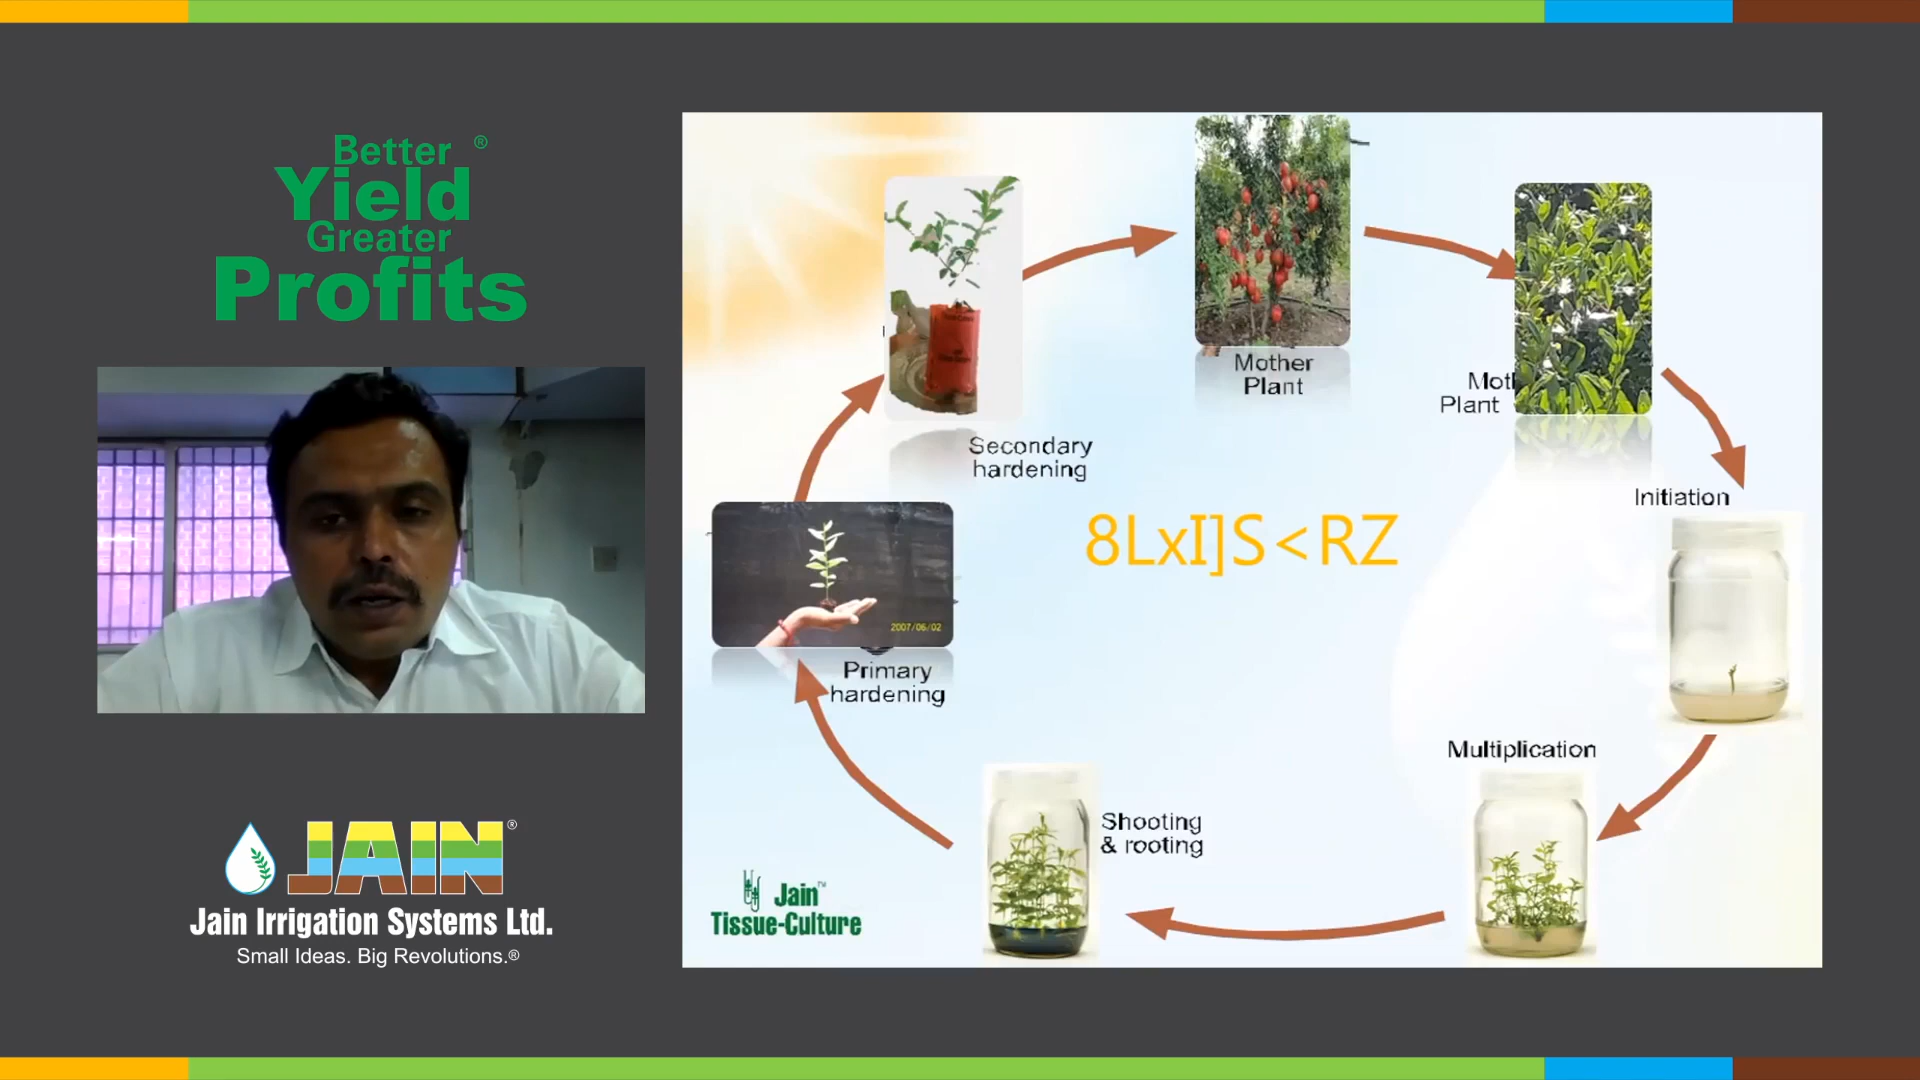 Better ®
Yield
Greater
Profits
JAIN®
Jain Irrigation Systems Ltd.
Small Ideas. Big Revolutions.®
Mother
Plant
Plant
Secondary
hardening
Initiation
8LxI]S<RZ
2007/06/02
Primary
hardening
Multiplication
Shooting
& rooting
Jain™
Tissue-Culture